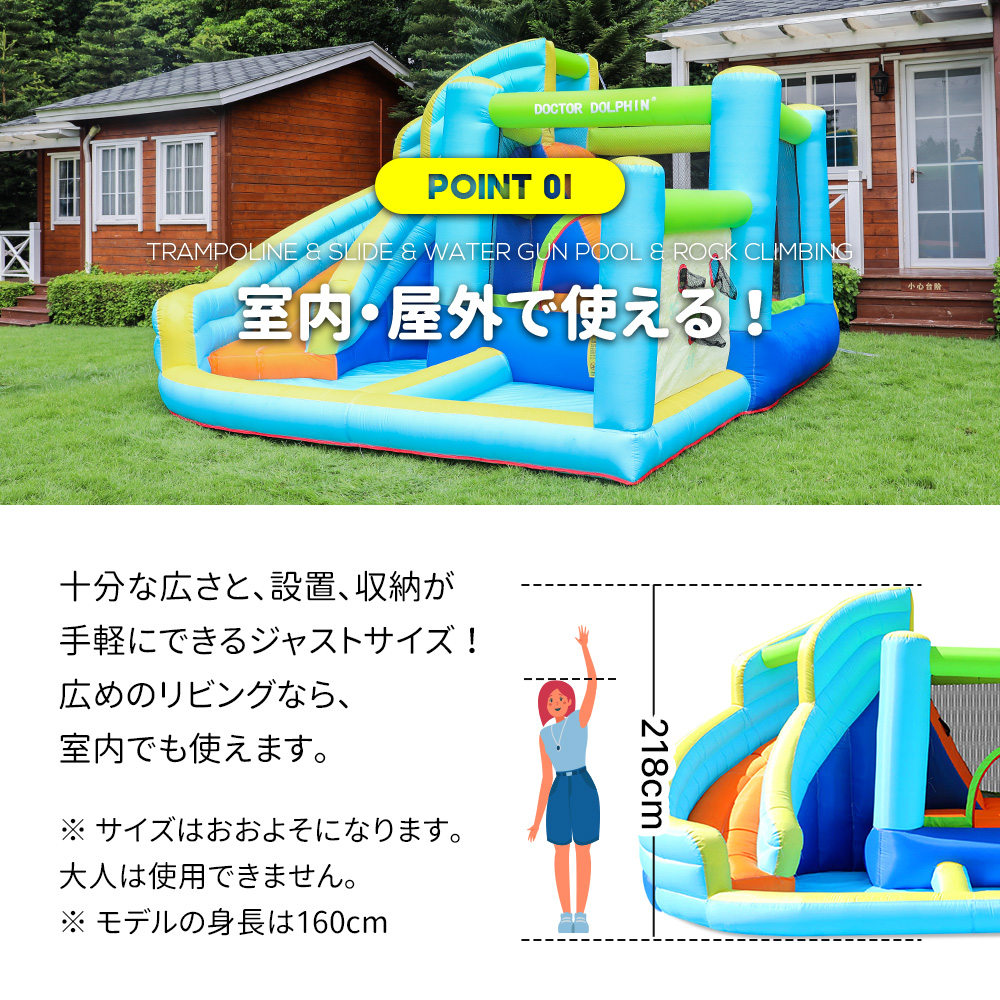 DOCTOR DOLPHIN®
POINT 01
TRAMPOLINE & SLIDE & WATER GUN POOL & ROCK CLIMBING
小心台阶
室内・屋外で使える！
十分な広さと、設置、収納が
手軽にできるジャストサイズ！
広めのリビングなら、
室内でも使えます。
※ サイズはおおよそになります。
大人は使用できません。
※ モデルの身長は160cm
218cm